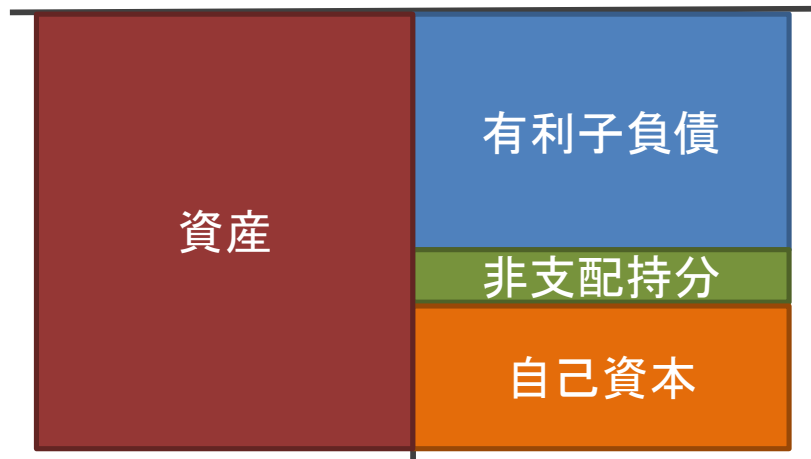 資産
有利子負債
非支配持分
自己資本